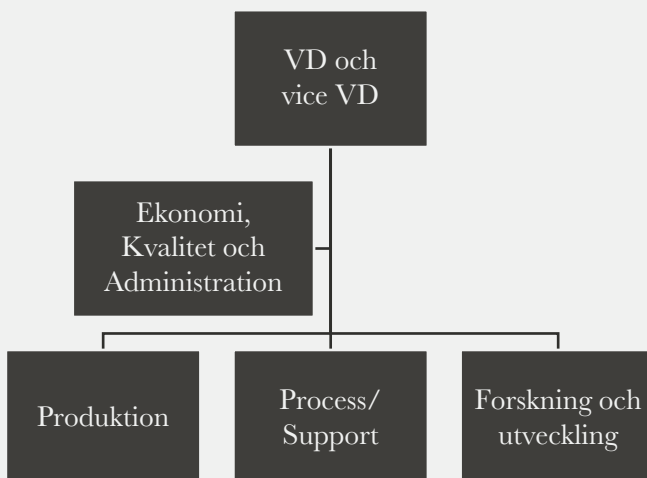 VD och
vice VD
Ekonomi,
Kvalitet och
Administration
Produktion
Process/
Support
Forskning och
utveckling